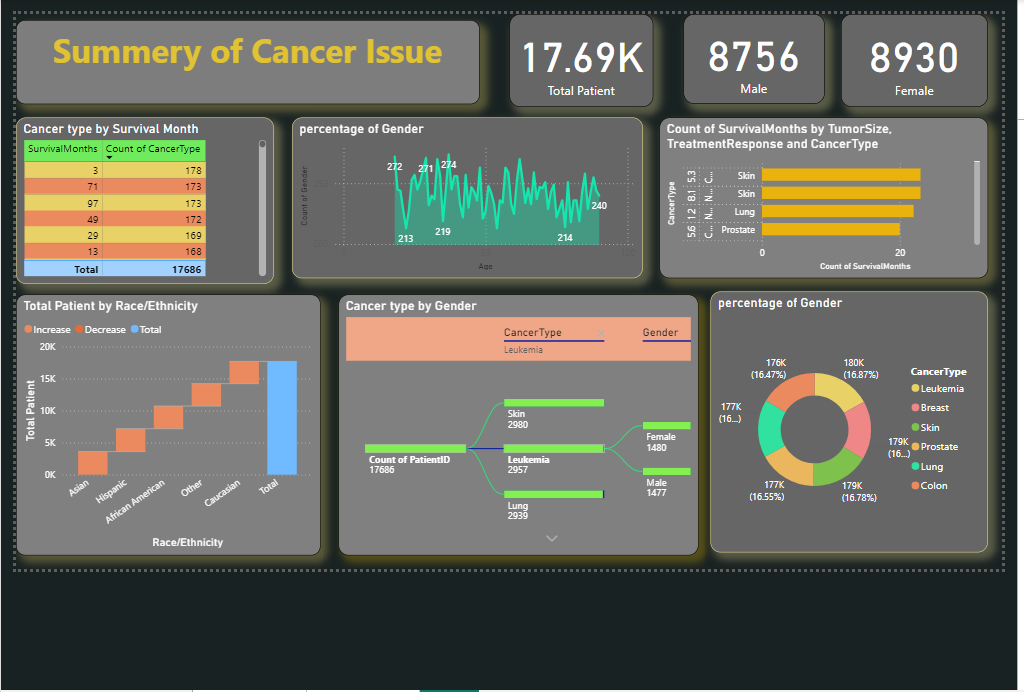 Summery of Cancer Issue
17.69K
Total Patient
8756
Male
8930
Female
Cancer type by Survival Month
SurvivalMonths Count of CancerType
3 178
71 173
97 173
49 172
29 169
13 168
Total 17686
percentage of Gender
Count of Gender
272
271
274
213
219
214
240
Age
Count of SurvivalMonths by TumorSize,
TreatmentResponse and CancerType
CancerType
5.3 C... Skin
8.1 N... Skin
1.2 N... Lung
5.6 C... Prostate
0 20
Count of SurvivalMonths
Total Patient by Race/Ethnicity
Increase Decrease Total
Total Patient
20K
15K
10K
5K
0K
Asian
Hispanic
African American
Other
Caucasian
Total
Race/Ethnicity
Cancer type by Gender
CancerType
Gender
Leukemia
Count of PatientID
17686
Skin
2980
Leukemia
2957
Lung
2939
Female
1480
Male
1477
percentage of Gender
180K
(16.87%)
179K
(16...)
179K
(16.78%)
177K
(16.55%)
177K
(16...)
176K
(16.47%)
CancerType
Leukemia
Breast
Skin
Prostate
Lung
Colon